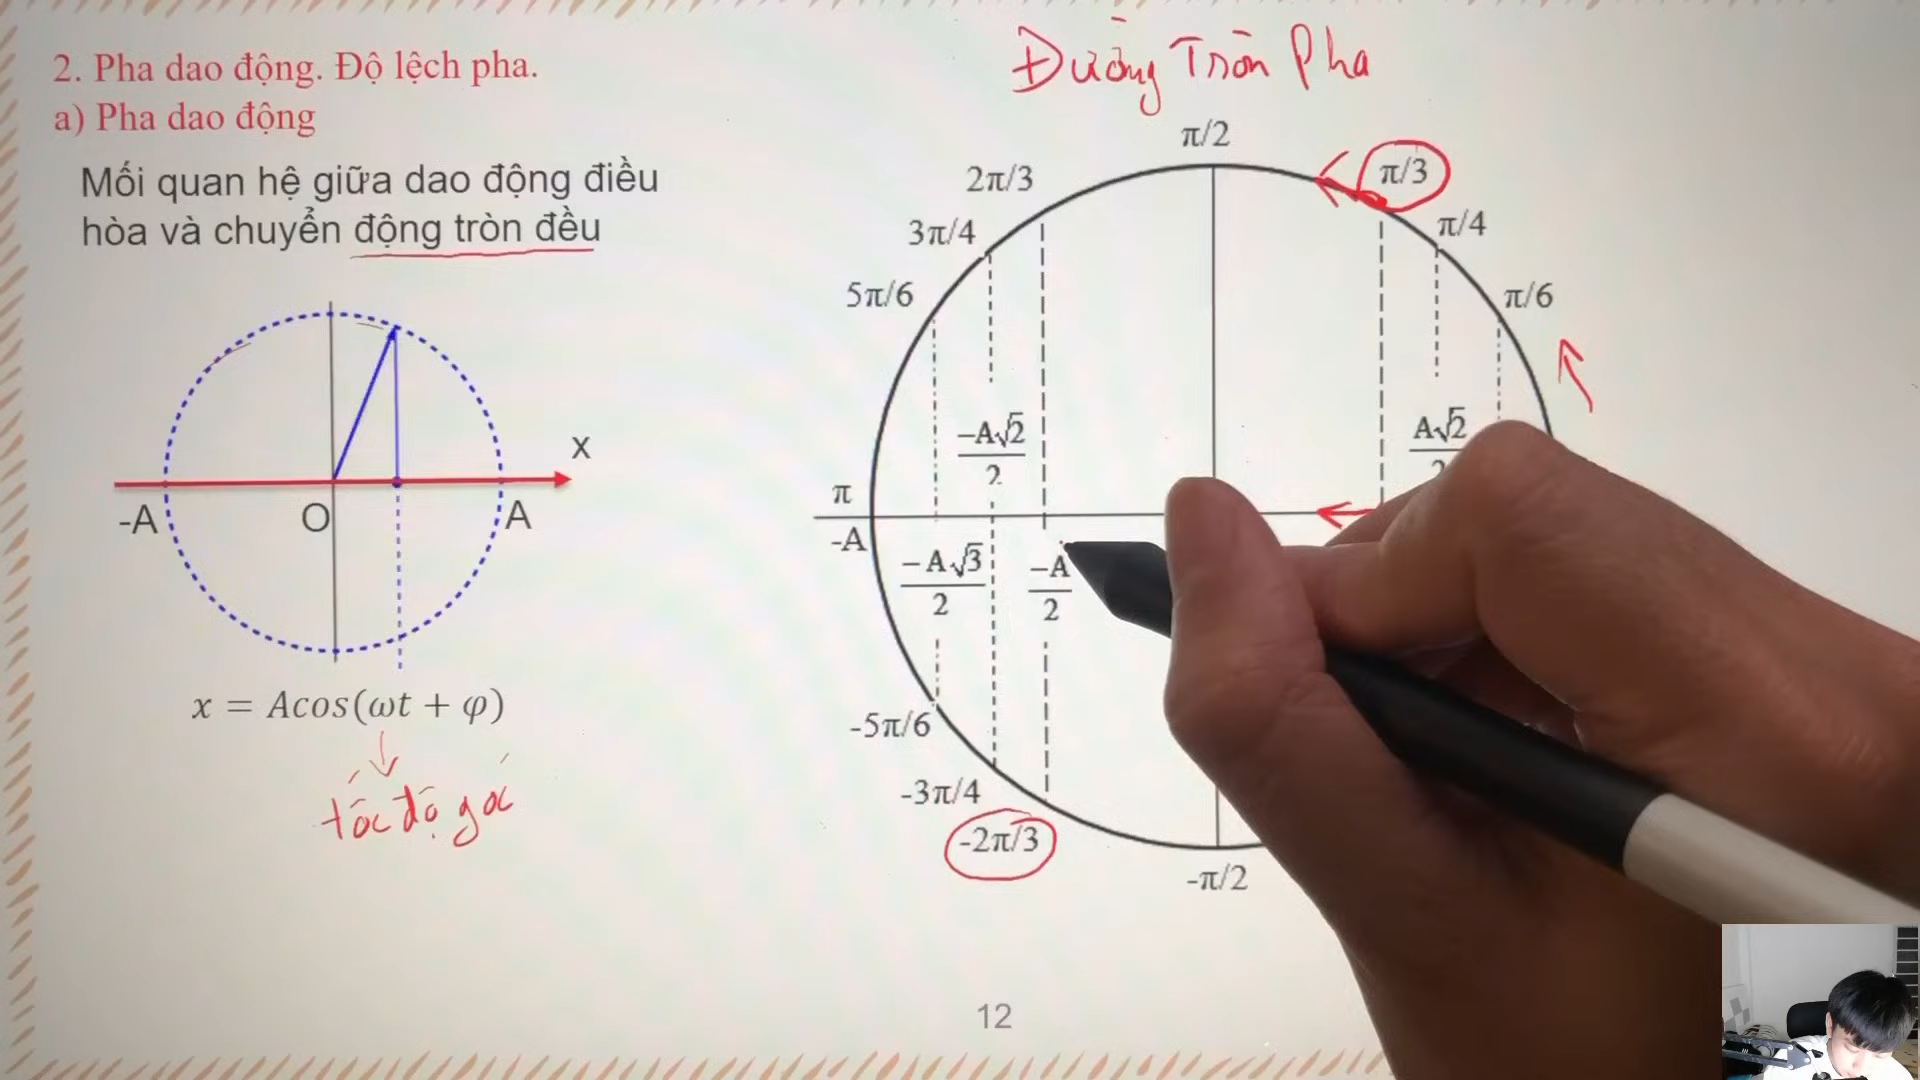 2. Pha dao động. Độ lệch pha.
a) Pha dao động
Mối quan hệ giữa dao động điều
hòa và chuyển động tròn đều
x
-A
O
A
x = Acos(ωt + φ)
tốc độ góc
Đường Tròn Pha
π/2
2π/3
π/3
3π/4
π/4
5π/6
π/6
−A√2
2
A√2
π
-A
− A√3
2
−A
2
-5π/6
-3π/4
-2π/3
-π/2
12